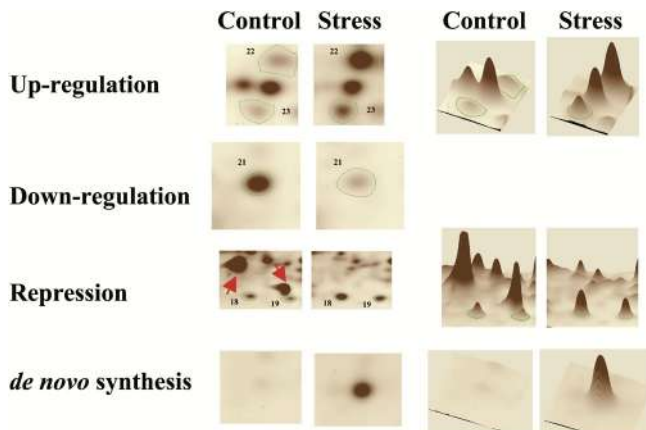 Control Stress Control Stress
Up-regulation
22 22
23 23
Down-regulation
21 21
Repression
18 19 18 19
de novo synthesis